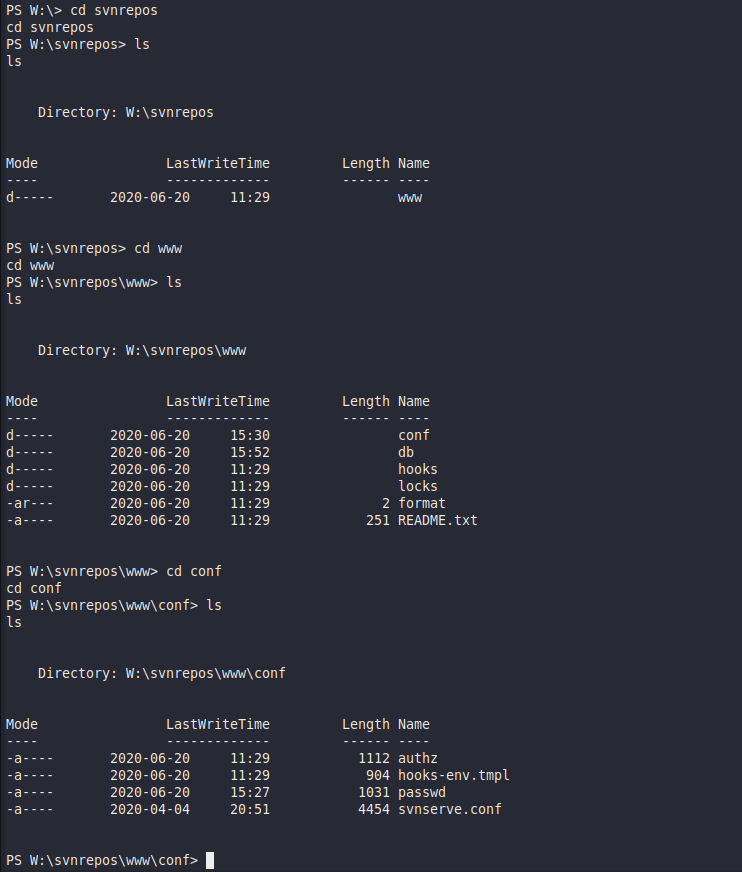 PS W:\> cd svnrepos
cd svnrepos
PS W:\svnrepos> ls
ls
    Directory: W:\svnrepos
Mode                LastWriteTime         Length Name
----                -------------         ------ ----
d-----       2020-06-20     11:29                www
PS W:\svnrepos> cd www
cd www
PS W:\svnrepos\www> ls
ls
    Directory: W:\svnrepos\www
Mode                LastWriteTime         Length Name
----                -------------         ------ ----
d-----       2020-06-20     15:30                conf
d-----       2020-06-20     15:52                db
d-----       2020-06-20     11:29                hooks
d-----       2020-06-20     11:29                locks
-ar---       2020-06-20     11:29              2 format
-a----       2020-06-20     11:29            251 README.txt
PS W:\svnrepos\www> cd conf
cd conf
PS W:\svnrepos\www\conf> ls
ls
    Directory: W:\svnrepos\www\conf
Mode                LastWriteTime         Length Name
----                -------------         ------ ----
-a----       2020-06-20     11:29           1112 authz
-a----       2020-06-20     11:29            904 hooks-env.tmpl
-a----       2020-06-20     15:27           1031 passwd
-a----       2020-04-04     20:51           4454 svnserve.conf
PS W:\svnrepos\www\conf>